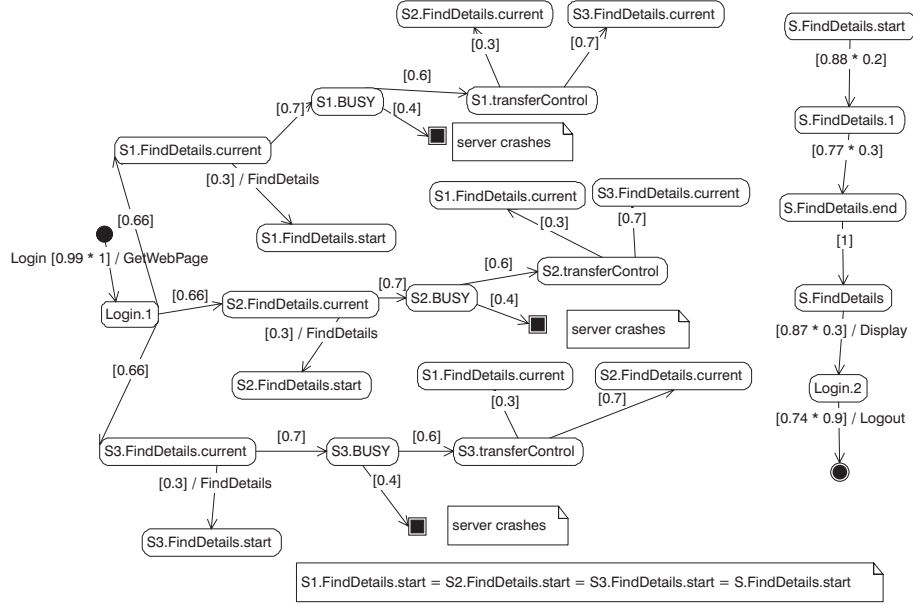 S2.FindDetails.current
S3.FindDetails.current
[0.3]
[0.7]
S.FindDetails.start
[0.88 * 0.2]
[0.6]
S1.BUSY
S1.transferControl
[0.7]
[0.4]
server crashes
S.FindDetails.1
[0.77 * 0.3]
S1.FindDetails.current
[0.3] / FindDetails
S1.FindDetails.start
[0.66]
Login [0.99 * 1] / GetWebPage
Login.1
S1.FindDetails.current
S3.FindDetails.current
[0.3]
[0.7]
S.FindDetails.end
[1]
[0.6]
S2.transferControl
[0.66]
S2.FindDetails.current
[0.7]
S2.BUSY
[0.4]
server crashes
S.FindDetails
[0.87 * 0.3] / Display
[0.3] / FindDetails
S2.FindDetails.start
[0.66]
S1.FindDetails.current
S2.FindDetails.current
[0.3]
[0.7]
Login.2
[0.74 * 0.9] / Logout
S3.FindDetails.current
[0.7]
S3.BUSY
[0.6]
S3.transferControl
[0.3] / FindDetails
[0.4]
server crashes
S3.FindDetails.start
S1.FindDetails.start = S2.FindDetails.start = S3.FindDetails.start = S.FindDetails.start